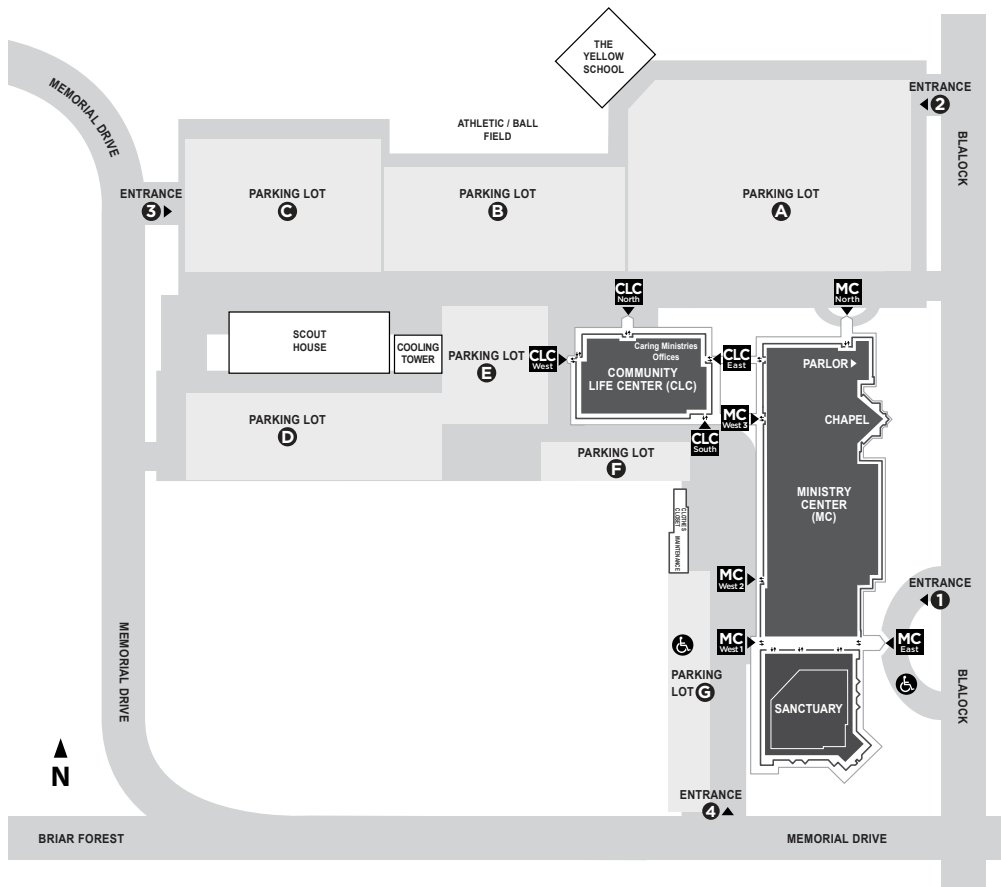 THE
YELLOW
SCHOOL
ENTRANCE
2
MEMORIAL DRIVE
ATHLETIC / BALL
FIELD
BLALOCK
ENTRANCE
3
PARKING LOT
C
PARKING LOT
B
PARKING LOT
A
CLC
North
MC
North
SCOUT
HOUSE
COOLING
TOWER
PARKING LOT
E
CLC
West
Caring Ministries
Offices
COMMUNITY
LIFE CENTER (CLC)
CLC
East
PARLOR
PARKING LOT
D
MC
West 3
CHAPEL
CLC
South
PARKING LOT
F
MINISTRY
CENTER
(MC)
CLOTHES
CLOSET
MAINTENANCE
MC
West 2
ENTRANCE
1
MEMORIAL DRIVE
MC
West 1
MC
East
PARKING
LOT G
BLALOCK
SANCTUARY
N
ENTRANCE
4
BRIAR FOREST
MEMORIAL DRIVE